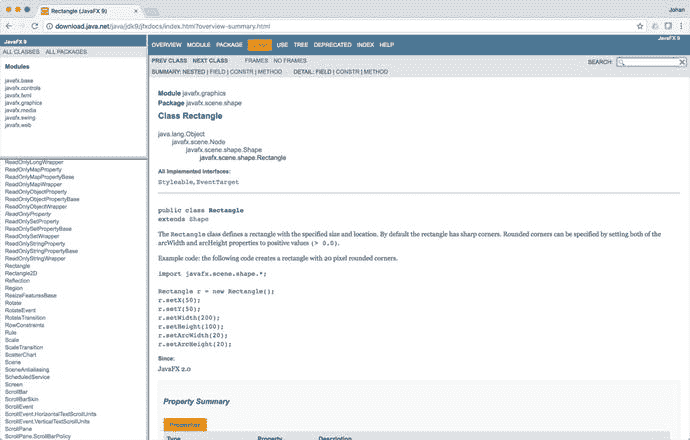 Rectangle (JavaFX 9)
Johan
download.java.net/java/jdk9/jfxdocs/index.html?overview-summary.html
JavaFX 9
ALL CLASSES ALL PACKAGES
Modules
javafx.base
javafx.controls
javafx.fxml
javafx.graphics
javafx.media
javafx.swing
javafx.web
ReadOnlyLongWrapper
ReadOnlyMapProperty
ReadOnlyMapPropertyBase
ReadOnlyMapWrapper
ReadOnlyObjectProperty
ReadOnlyObjectPropertyBase
ReadOnlyObjectWrapper
ReadOnlyProperty
ReadOnlySetProperty
ReadOnlySetPropertyBase
ReadOnlySetWrapper
ReadOnlyStringProperty
ReadOnlyStringPropertyBase
ReadOnlyStringWrapper
Rectangle
Rectangle2D
Reflection
Region
ResizeFeaturesBase
Rotate
RotateEvent
RotateTransition
RowConstraints
Rule
Scale
ScaleTransition
ScatterChart
Scene
SceneAntialiasing
ScheduledService
Screen
ScrollBar
ScrollBarSkin
ScrollEvent
ScrollEvent.HorizontalTextScrollUnits
ScrollEvent.VerticalTextScrollUnits
ScrollPane
ScrollPane.ScrollBarPolicy
OVERVIEW MODULE PACKAGE USE TREE DEPRECATED INDEX HELP
JavaFX 9
PREV CLASS NEXT CLASS FRAMES NO FRAMES
SEARCH:
SUMMARY: NESTED | FIELD | CONSTR | METHOD DETAIL: FIELD | CONSTR | METHOD
Module javafx.graphics
Package javafx.scene.shape
Class Rectangle
java.lang.Object
javafx.scene.Node
javafx.scene.shape.Shape
javafx.scene.shape.Rectangle
All Implemented Interfaces:
Styleable, EventTarget
public class Rectangle
extends Shape
The Rectangle class defines a rectangle with the specified size and location. By default the rectangle has sharp corners. Rounded corners can be specified by setting both of the
arcWidth and arcHeight properties to positive values (> 0.0).
Example code: the following code creates a rectangle with 20 pixel rounded corners.
import javafx.scene.shape.*;
Rectangle r = new Rectangle();
r.setX(50);
r.setY(50);
r.setWidth(200);
r.setHeight(100);
r.setArcWidth(20);
r.setArcHeight(20);
Since:
JavaFX 2.0
Property Summary
Properties
Type Property Description